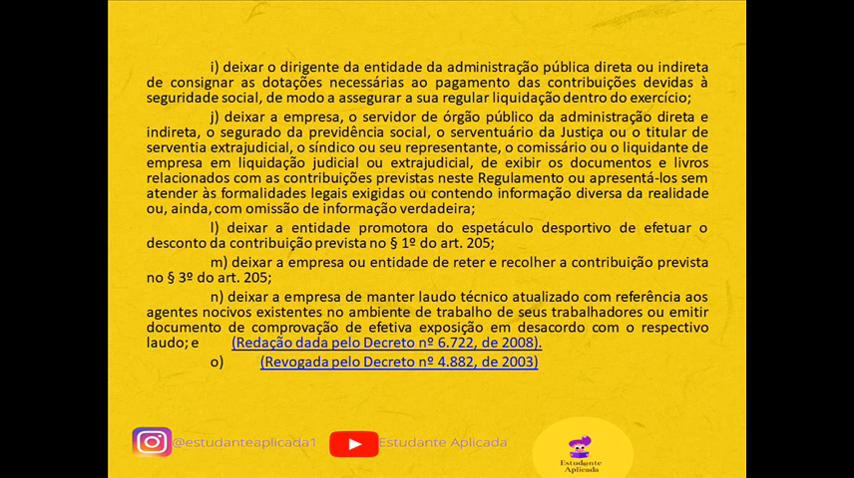 i) deixar o dirigente da entidade da administração pública direta ou indireta
de consignar as dotações necessárias ao pagamento das contribuições devidas à
seguridade social, de modo a assegurar a sua regular liquidação dentro do exercício;
j) deixar a empresa, o servidor de órgão público da administração direta e
indireta, o segurado da previdência social, o serventuário da Justiça ou o titular de
serventia extrajudicial, o síndico ou seu representante, o comissário ou o liquidante de
empresa em liquidação judicial ou extrajudicial, de exibir os documentos e livros
relacionados com as contribuições previstas neste Regulamento ou apresentá-los sem
atender às formalidades legais exigidas ou contendo informação diversa da realidade
ou, ainda, com omissão de informação verdadeira;
l) deixar a entidade promotora do espetáculo desportivo de efetuar o
desconto da contribuição prevista no § 1º do art. 205;
m) deixar a empresa ou entidade de reter e recolher a contribuição prevista
no § 3º do art. 205;
n) deixar a empresa de manter laudo técnico atualizado com referência aos
agentes nocivos existentes no ambiente de trabalho de seus trabalhadores ou emitir
documento de comprovação de efetiva exposição em desacordo com o respectivo
laudo; e (Redação dada pelo Decreto nº 6.722, de 2008).
o) (Revogada pelo Decreto nº 4.882, de 2003)
@estudanteaplicada1 Estudante Aplicada
Estudante
Aplicada